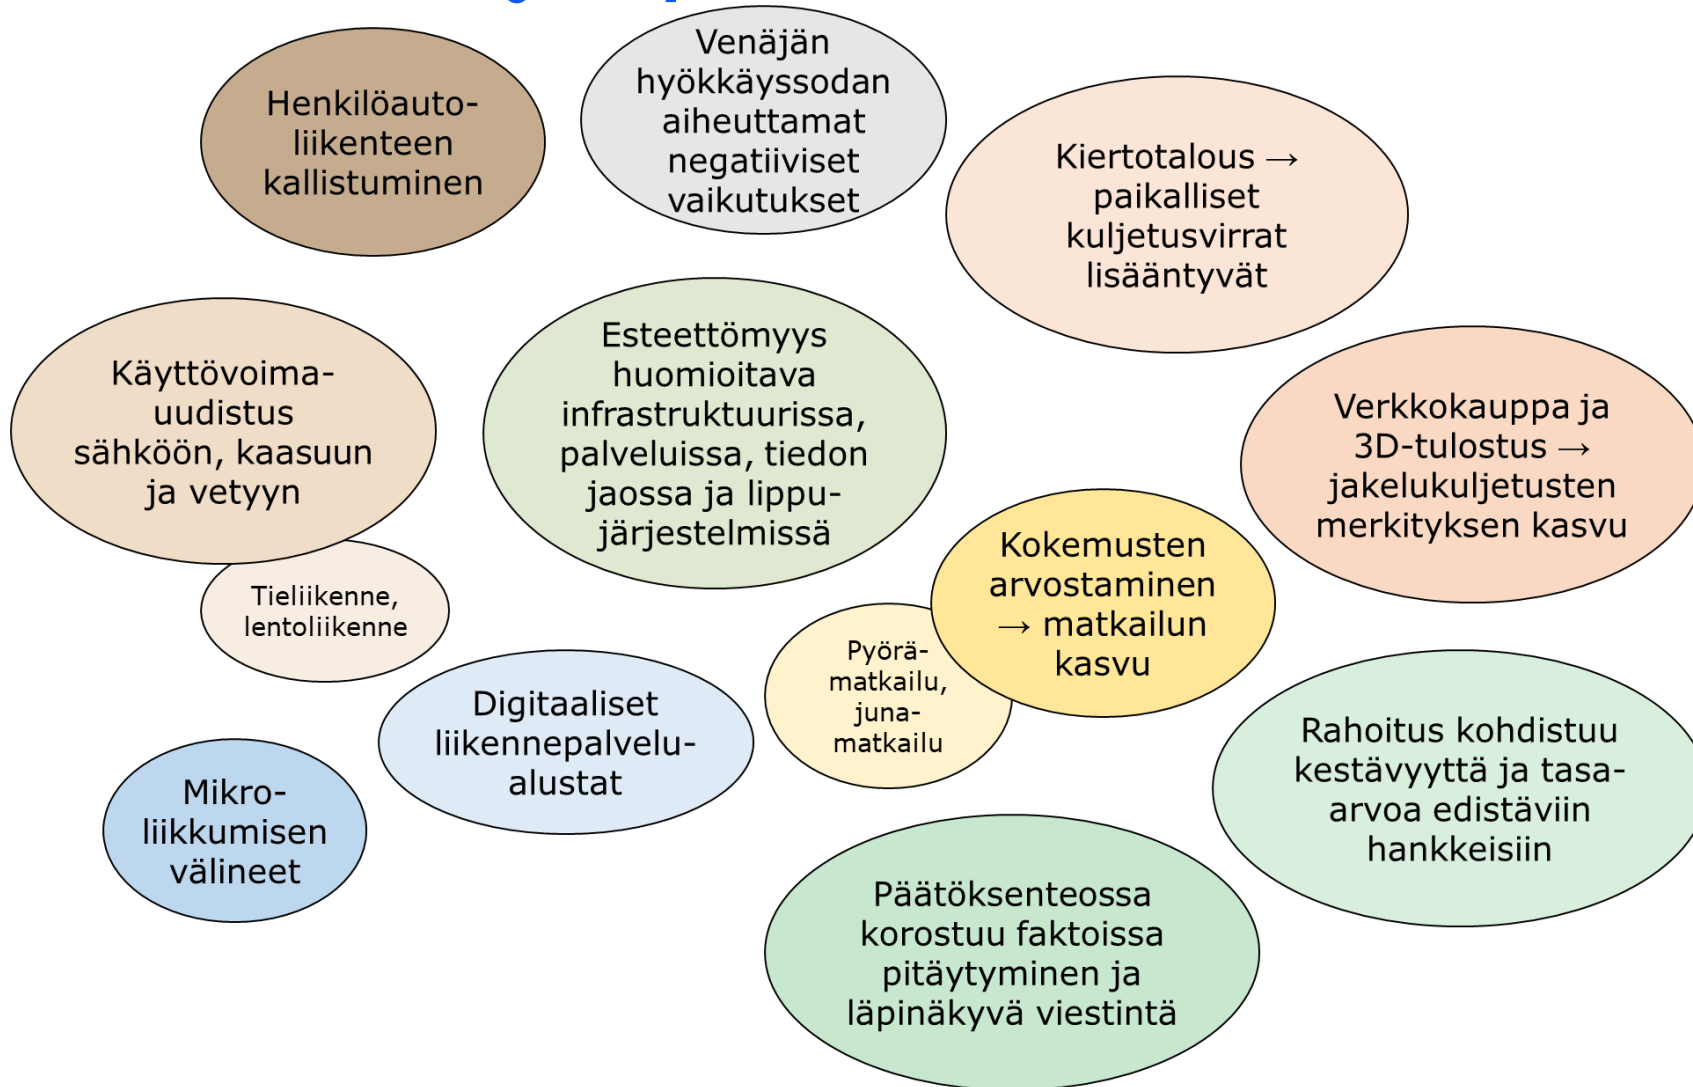 Henkilöauto-
liikenteen
kallistuminen
Venäjän
hyökkäyssodan
aiheuttamat
negatiiviset
vaikutukset
Kiertotalous →
paikalliset
kuljetusvirrat
lisääntyvät
Käyttövoima-
uudistus
sähköön, kaasuun
ja vetyyn
Esteettömyys
huomioitava
infrastruktuurissa,
palveluissa, tiedon
jaossa ja lippu-
järjestelmissä
Verkkokauppa ja
3D-tulostus →
jakelukuljetusten
merkityksen kasvu
Tieliikenne,
lentoliikenne
Kokemusten
arvostaminen
→ matkailun
kasvu
Pyörä-
matkailu,
juna-
matkailu
Digitaaliset
liikennepalvelu-
alustat
Mikro-
liikkumisen
välineet
Rahoitus kohdistuu
kestävyyttä ja tasa-
arvoa edistäviin
hankkeisiin
Päätöksenteossa
korostuu faktoissa
pitäytyminen ja
läpinäkyvä viestintä